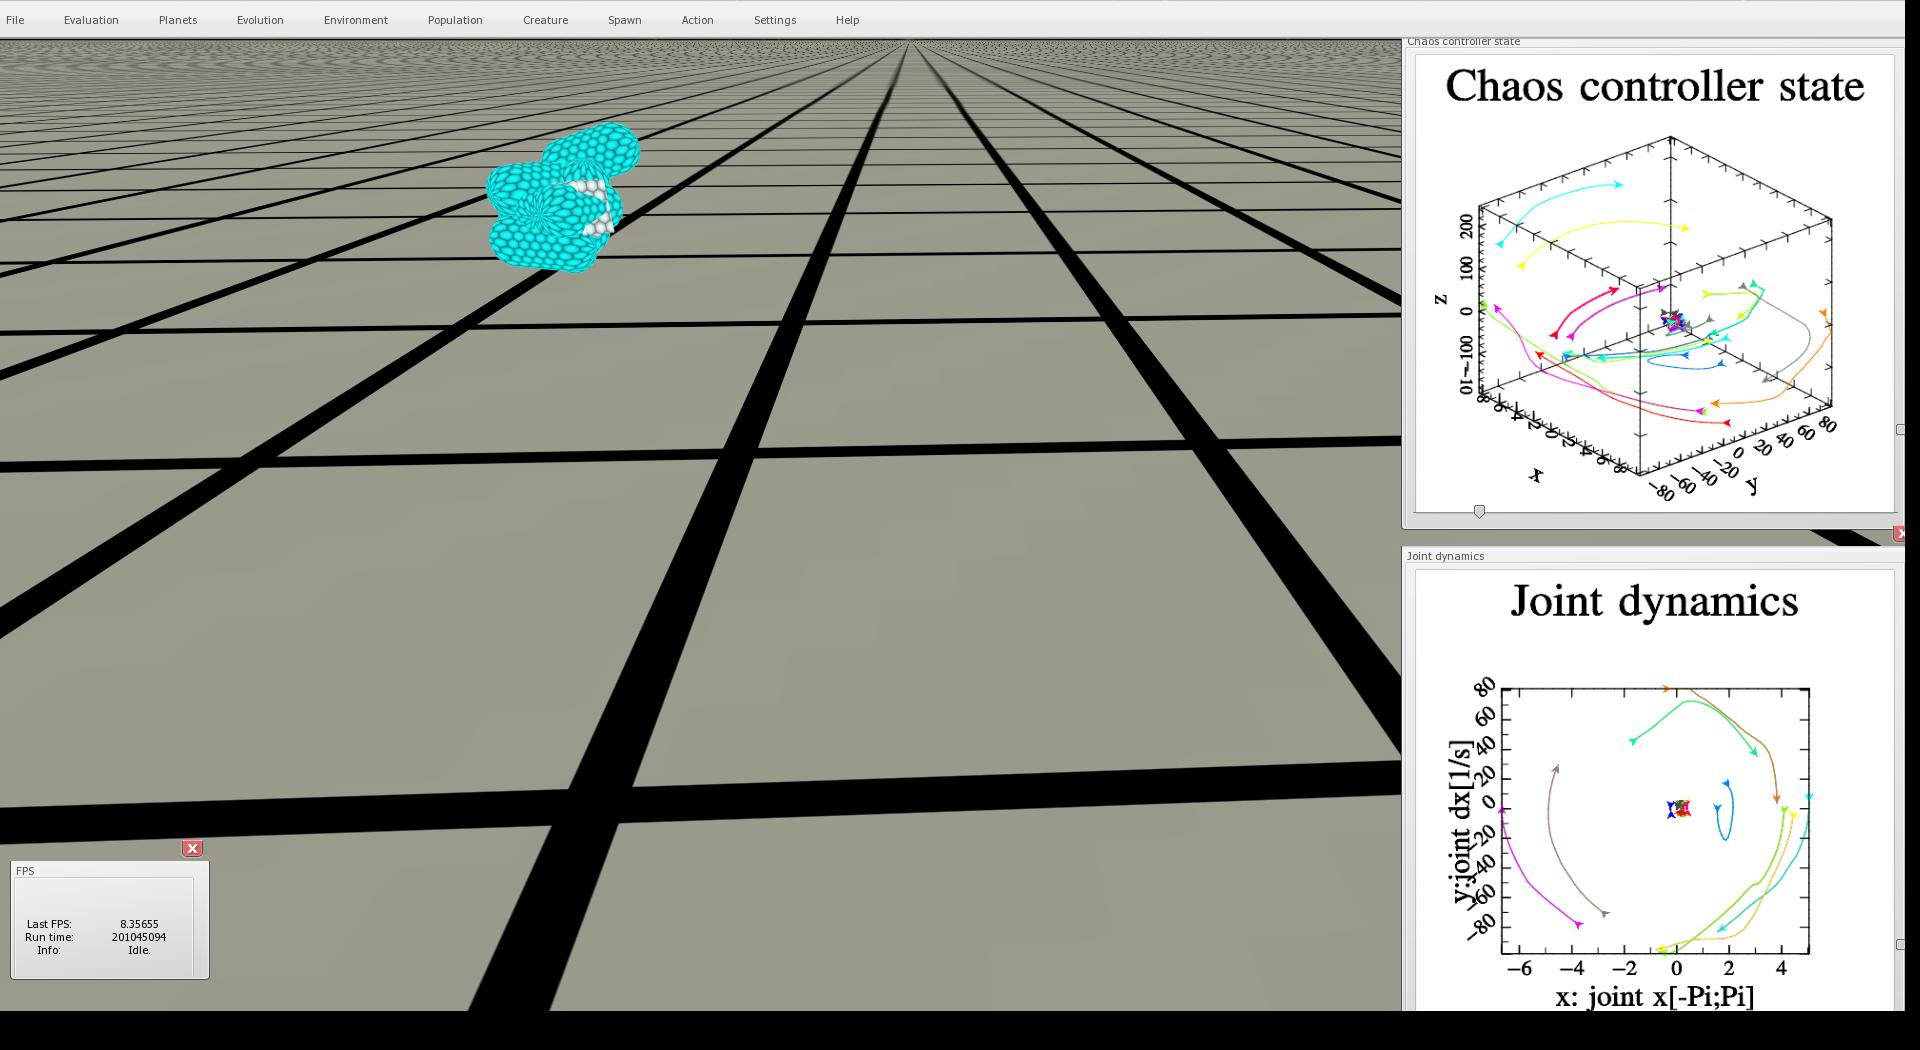 File Evaluation Planets Evolution Environment Population Creature Spawn Action Settings Help
Chaos controller state
Chaos controller state
200
100
0
-100
z
8 6 4 2 0 2 4 6 8
x
-80 -60 -40 -20 0 20 40 60 80
y
Joint dynamics
Joint dynamics
80
60
40
20
0
-20
-40
-60
-80
y:joint dx[1/s]
-6 -4 -2 0 2 4
x: joint x[-Pi;Pi]
FPS
Last FPS: 8.35655
Run time: 201045094
Info: Idle.